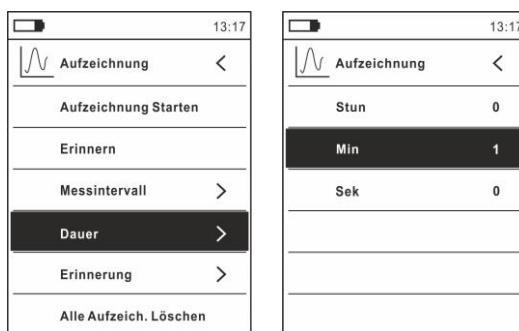 13:17
Aufzeichnung
Aufzeichnung Starten
Erinnern
Messintervall
Dauer
Erinnerung
Alle Aufzeich. Löschen
13:17
Aufzeichnung
Stun 0
Min 1
Sek 0